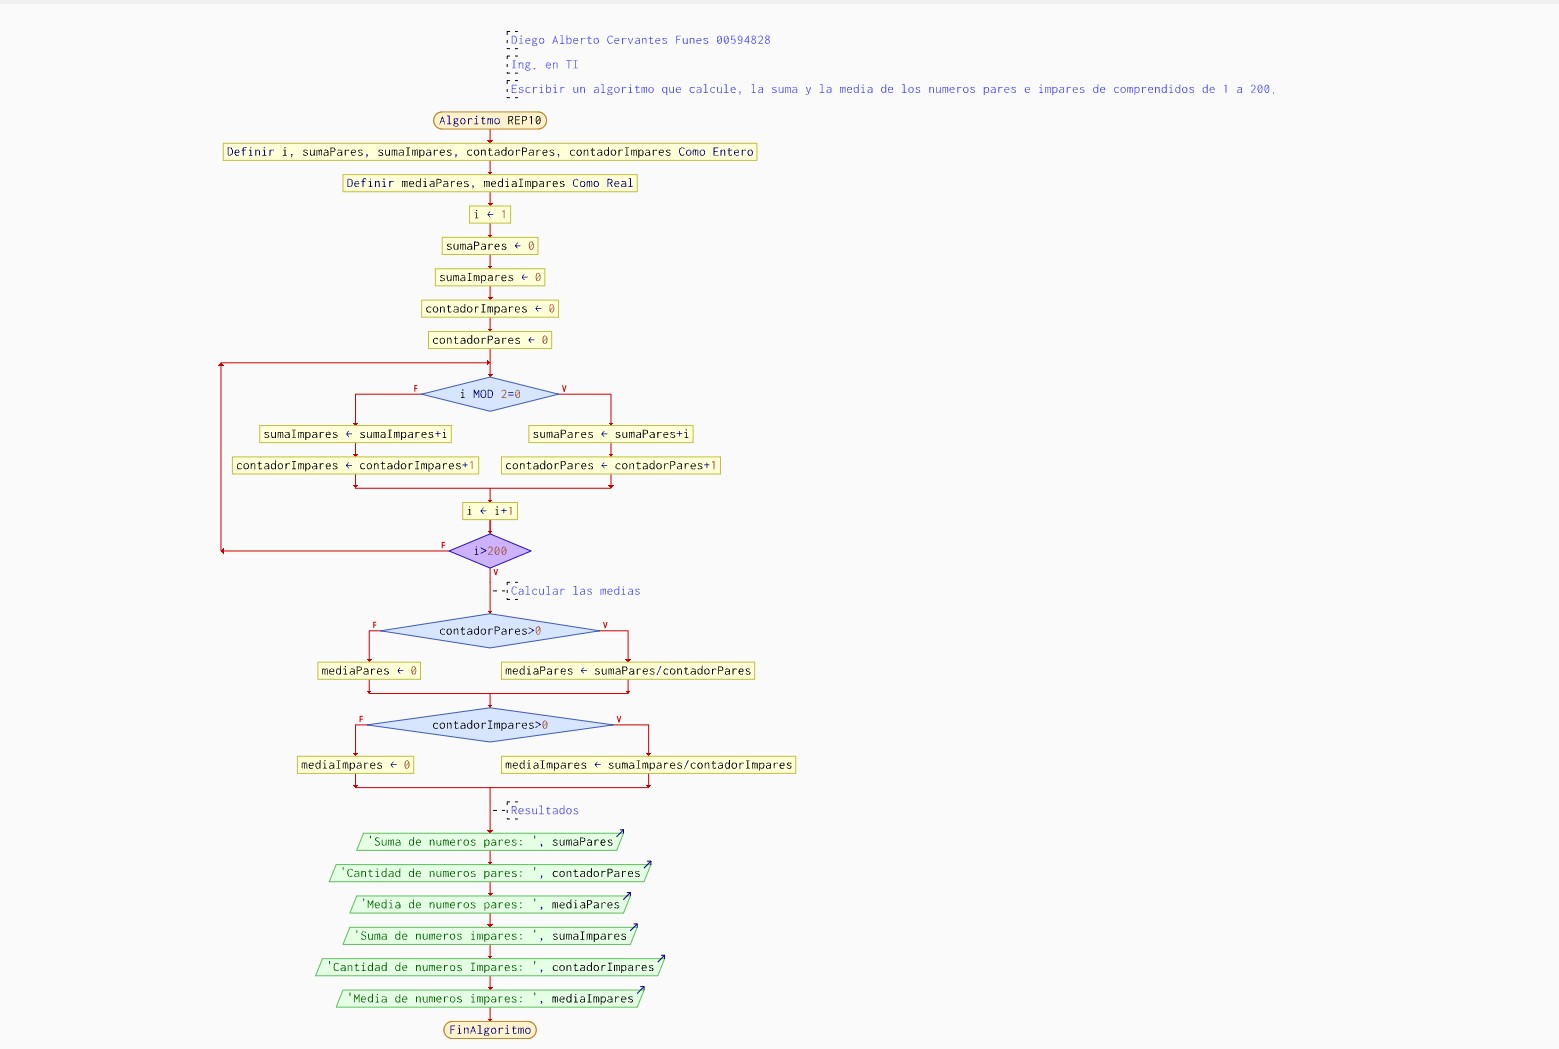 Diego Alberto Cervantes Funes 00594828
Ing. en TI
Escribir un algoritmo que calcule, la suma y la media de los numeros pares e impares de comprendidos de 1 a 200.
Algoritmo REP10
Definir i, sumaPares, sumaImpares, contadorPares, contadorImpares Como Entero
Definir mediaPares, mediaImpares Como Real
i ← 1
sumaPares ← 0
sumaImpares ← 0
contadorImpares ← 0
contadorPares ← 0
F
V
i MOD 2=0
sumaImpares ← sumaImpares+i
sumaPares ← sumaPares+i
contadorImpares ← contadorImpares+1
contadorPares ← contadorPares+1
i ← i+1
F
i>200
V
Calcular las medias
F
V
contadorPares>0
mediaPares ← 0
mediaPares ← sumaPares/contadorPares
F
V
contadorImpares>0
mediaImpares ← 0
mediaImpares ← sumaImpares/contadorImpares
Resultados
'Suma de numeros pares: ', sumaPares
'Cantidad de numeros pares: ', contadorPares
'Media de numeros pares: ', mediaPares
'Suma de numeros impares: ', sumaImpares
'Cantidad de numeros Impares: ', contadorImpares
'Media de numeros impares: ', mediaImpares
FinAlgoritmo